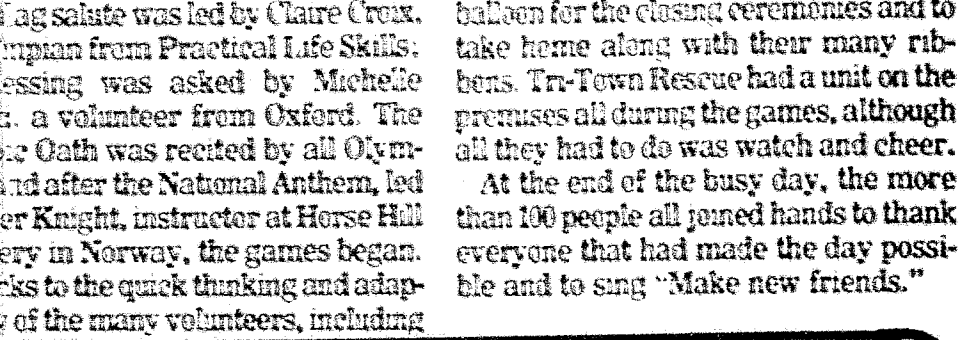 ag salute was led by Claire Croix,
mpian from Practical Life Skills;
essing was asked by Michelle
a volunteer from Oxford. The
ic Oath was recited by all Olym-
nd after the National Anthem, led
er Knight, instructor at Horse Hill
ery in Norway, the games began.
ks to the quick thinking and adap-
of the many volunteers, including
balloon for the closing ceremonies and to
take home along with their many rib-
bons. Tri-Town Rescue had a unit on the
premises all during the games, although
all they had to do was watch and cheer.
At the end of the busy day, the more
than 100 people all joined hands to thank
everyone that had made the day possi-
ble and to sing "Make new friends."